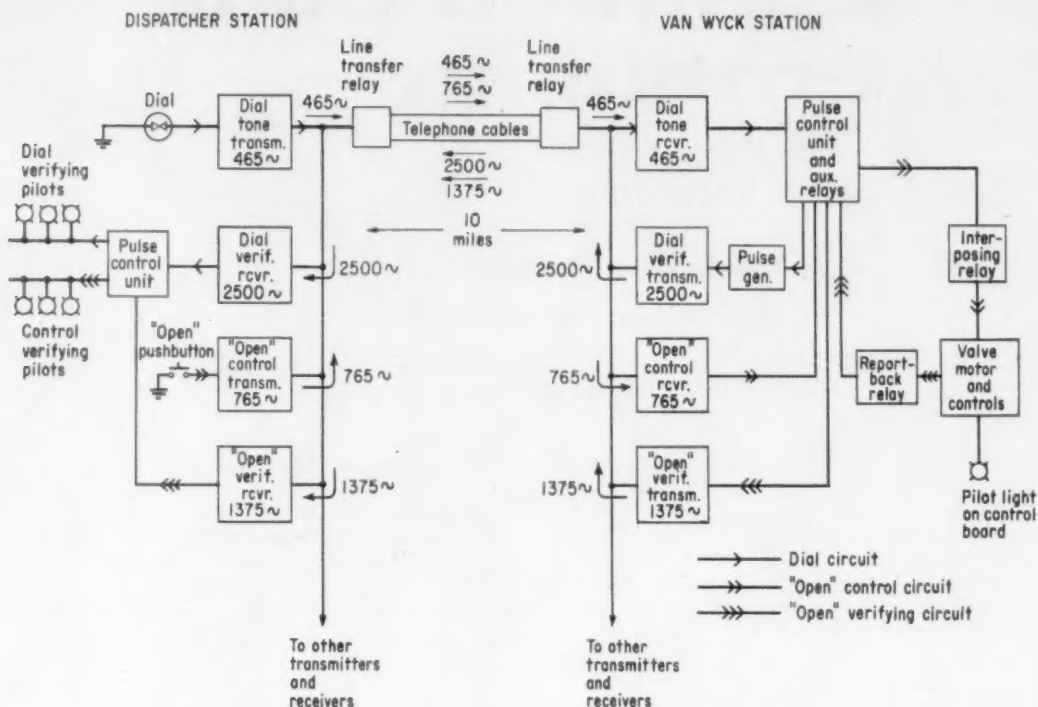 DISPATCHER STATION
VAN WYCK STATION
Line
transfer
relay
465~
765~
Line
transfer
relay
Dial
Dial
tone
transm.
465~
465~
Telephone cables
2500~
1375~
465~
Dial
tone
rcvr.
465~
Pulse
control
unit
and
aux.
relays
Dial
verifying
pilots
Pulse
control
unit
Dial
verif.
rcvr.
2500~
2500~
10
miles
2500~
Dial
verif.
transm.
2500~
Pulse
gen.
Inter-
posing
relay
Control
verifying
pilots
"Open"
pushbutton
"Open"
control
transm.
765~
765~
765~
"Open"
control
rcvr.
765~
Report-
back
relay
Valve
motor
and
controls
"Open"
verif.
rcvr.
1375~
1375~
1375~
"Open"
verif.
transm.
1375~
Pilot light
on control
board
Dial circuit
"Open" control circuit
"Open" verifying circuit
To other
transmitters
and
receivers
To other
transmitters
and
receivers